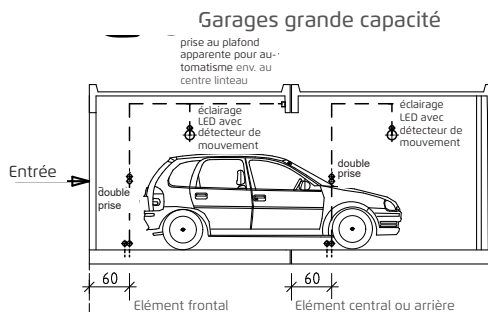 Garages grande capacité
prise au plafond
apparente pour au-
tomatisme env. au
centre linteau
éclairage
LED avec
détecteur de
mouvement
éclairage
LED avec
détecteur de
mouvement
Entrée
double
prise
double
prise
60
60
Elément frontal
Elément central ou arrière